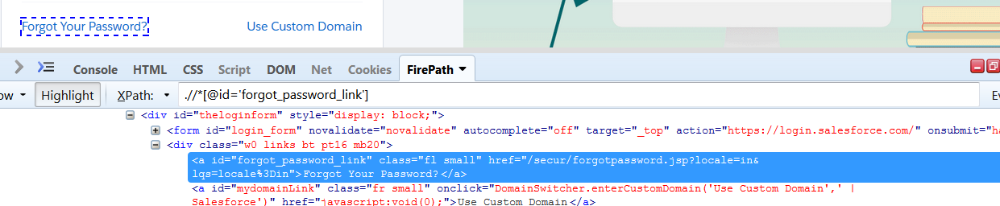 Forgot Your Password? Use Custom Domain
Console HTML CSS Script DOM Net Cookies FirePath
Highlight XPath: .//*[@id='forgot_password_link']
<div id="theloginform" style="display: block;">
<form id="login_form" novalidate="novalidate" autocomplete="off" target="_top" action="https://login.salesforce.com/" onsubmit="ha
<div class="w0 links bt pt16 mb20">
<a id="forgot_password_link" class="fl small" href="/secur/forgotpassword.jsp?locale=in&
lqs=locale%3Din">Forgot Your Password?</a>
<a id="mydomainLink" class="fr small" onclick="DomainSwitcher.enterCustomDomain('Use Custom Domain',' |
Salesforce')" href="javascript:void(0);">Use Custom Domain</a>